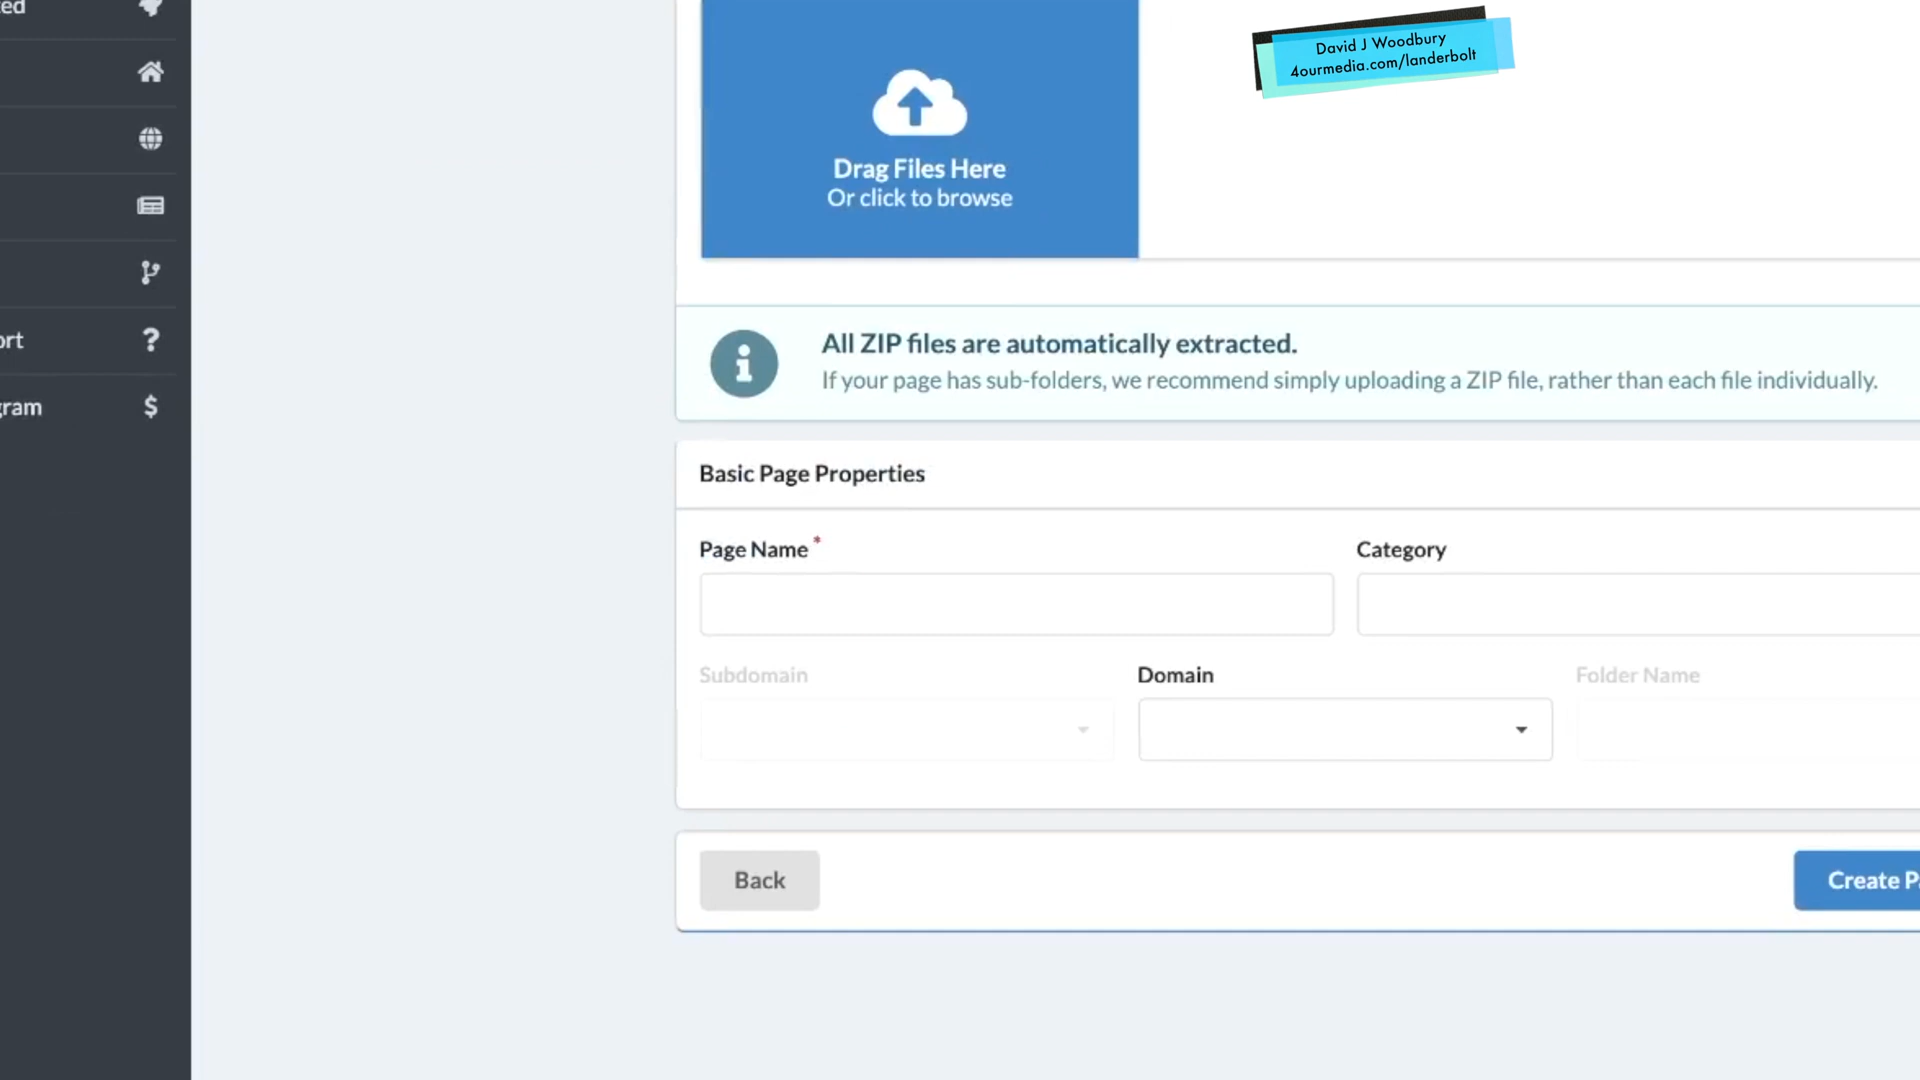 David J Woodbury
4ourmedia.com/landerbolt
Drag Files Here
Or click to browse
All ZIP files are automatically extracted.
If your page has sub-folders, we recommend simply uploading a ZIP file, rather than each file individually.
Basic Page Properties
Page Name *
Category
Subdomain
Domain
Folder Name
Back
Create